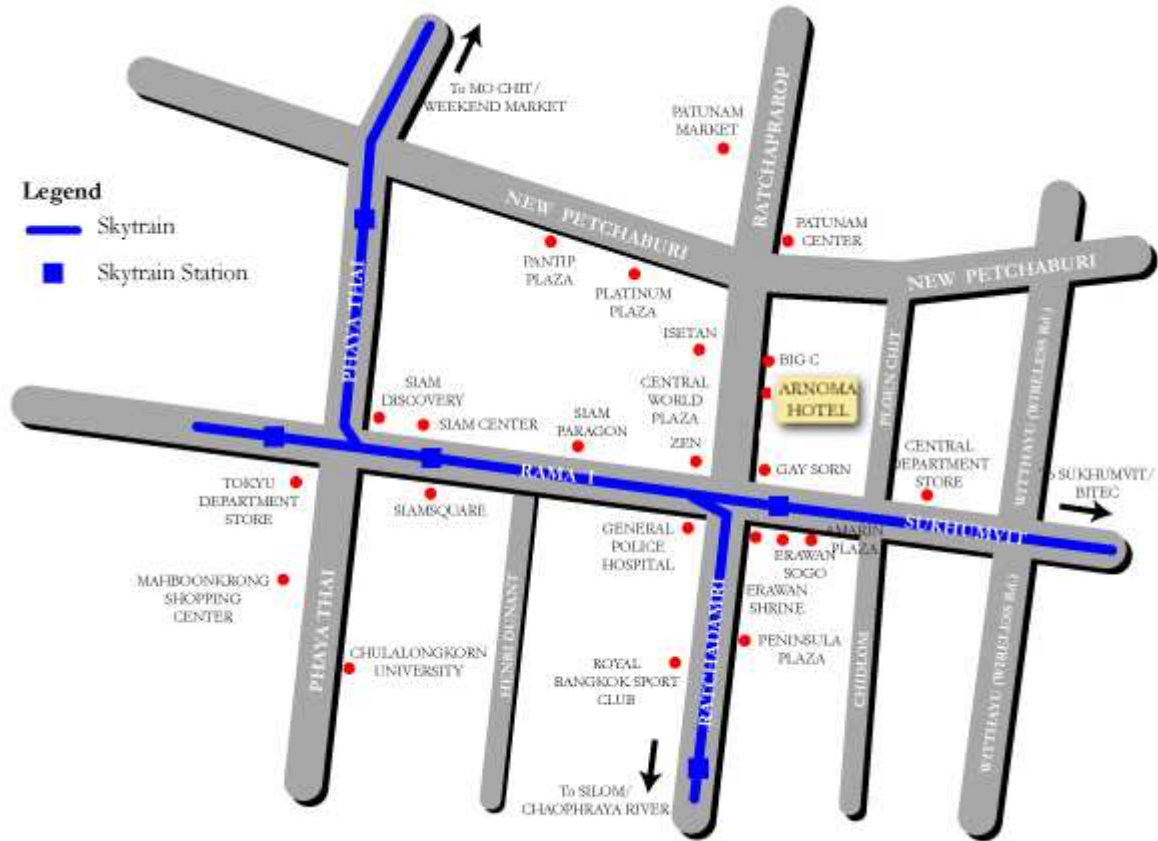 To MO CHIT/
WEEKEND MARKET
Legend
Skytrain
Skytrain Station
PATUNAM
MARKET
RATCHAPRAROP
NEW PETCHABURI
PATUNAM
CENTER
NEW PETCHABURI
PANTIP
PLAZA
PLATINUM
PLAZA
PHAYA THAI
ISETAN
BIG C
ARNOMA
HOTEL
PLOEN CHIT
WITTHAYU (WIRELESS Rd.)
SIAM
DISCOVERY
SIAM CENTER
SIAM
PARAGON
CENTRAL
WORLD
PLAZA
ZEN
GAY SORN
CENTRAL
DEPARTMENT
STORE
To SUKHUMVIT/
BITEC
RAMA 1
SUKHUMVIT
TOKYU
DEPARTMENT
STORE
SIAMSQUARE
GENERAL
POLICE
HOSPITAL
AMARIN
PLAZA
ERAWAN
SOGO
ERAWAN
SHRINE
MAHBOONKRONG
SHOPPING
CENTER
PHAYA THAI
CHULALONGKORN
UNIVERSITY
HENRI DUNANT
ROYAL
BANGKOK SPORT
CLUB
RATCHADAMRI
PENINSULA
PLAZA
CHIDLOM
WITTHAYU (WIRELESS Rd.)
To SILOM/
CHAOPHRAYA RIVER